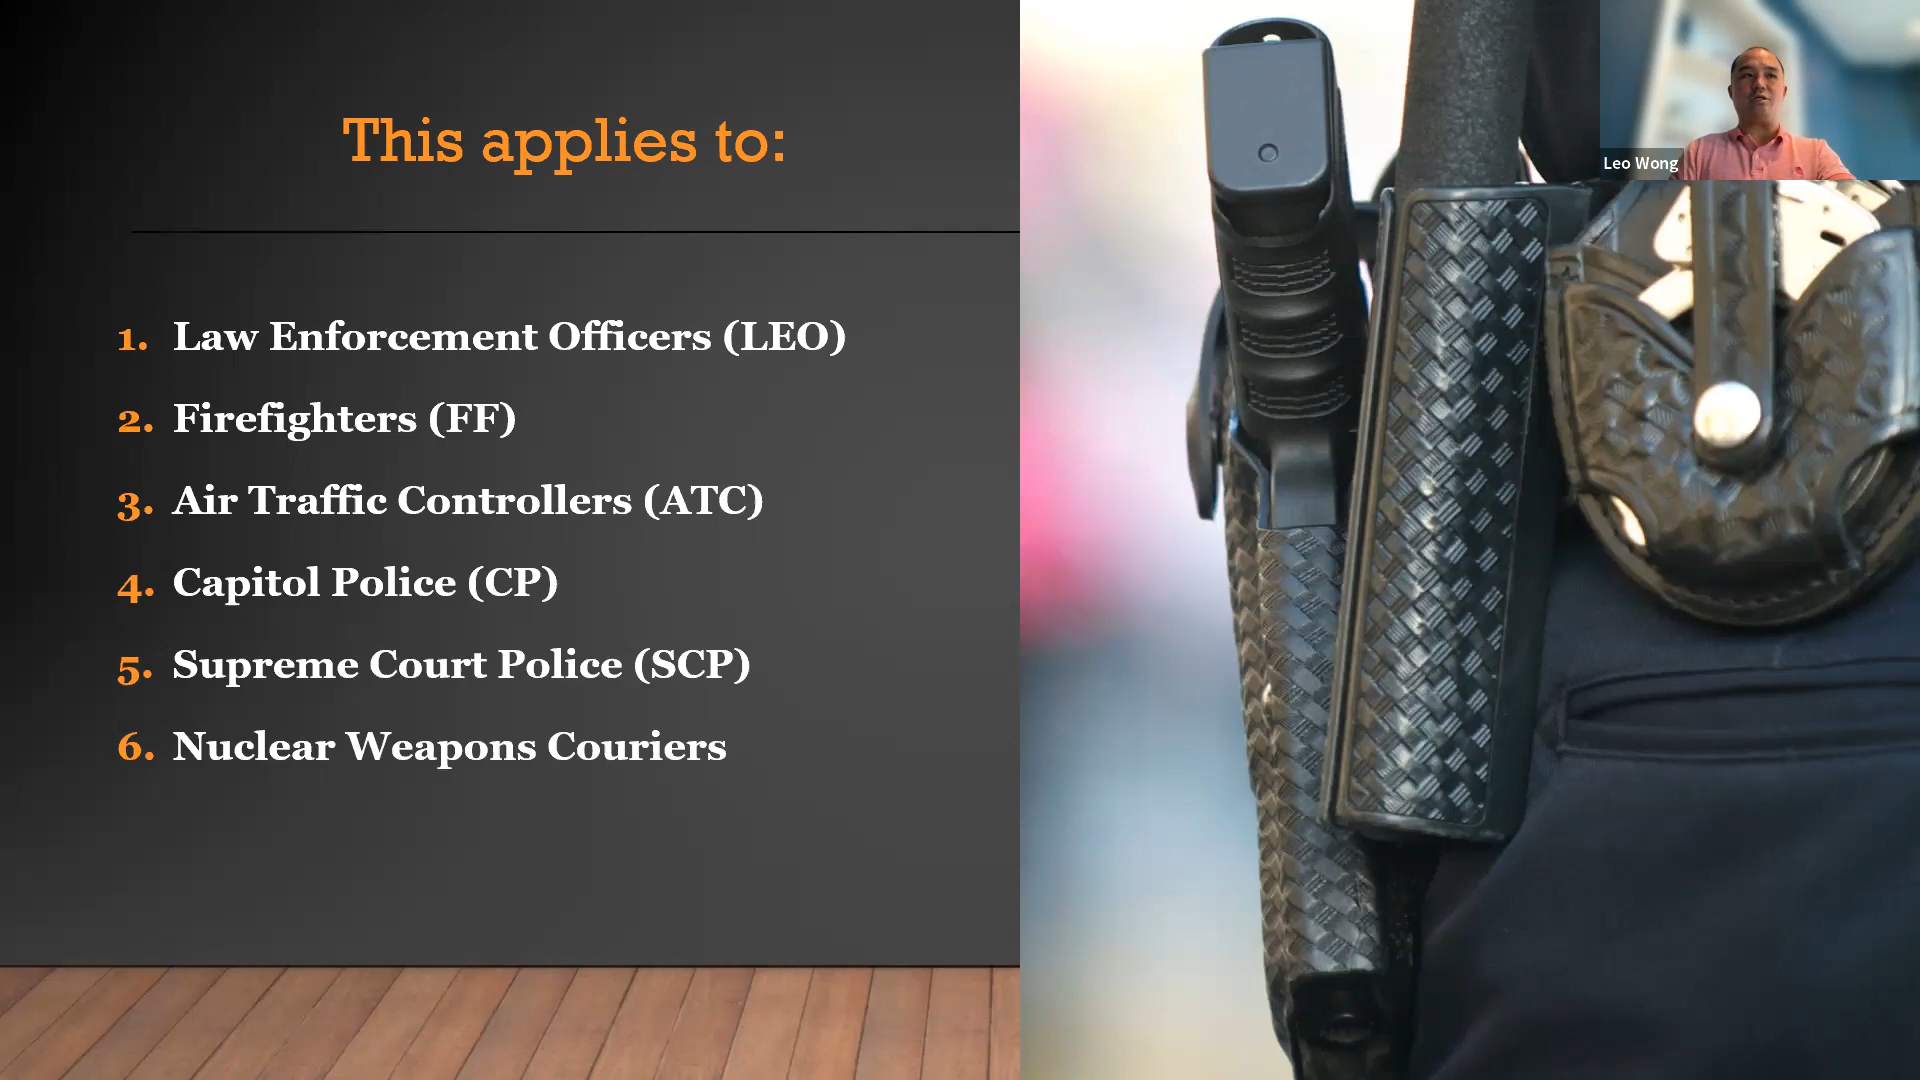 This applies to:
1. Law Enforcement Officers (LEO)
2. Firefighters (FF)
3. Air Traffic Controllers (ATC)
4. Capitol Police (CP)
5. Supreme Court Police (SCP)
6. Nuclear Weapons Couriers
Leo Wong